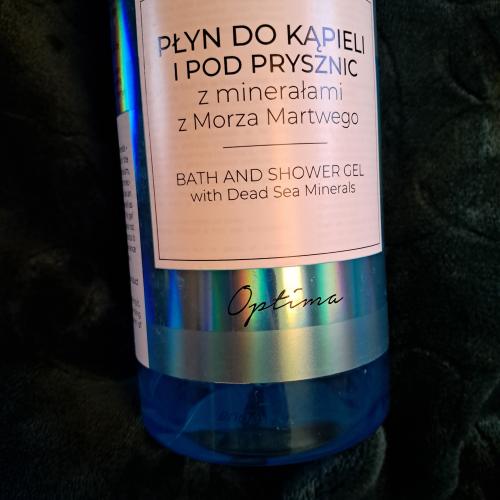 PŁYN DO KĄPIELI
I POD PRYSZNIC
z minerałami
z Morza Martwego
BATH AND SHOWER GEL
with Dead Sea Minerals
Optima